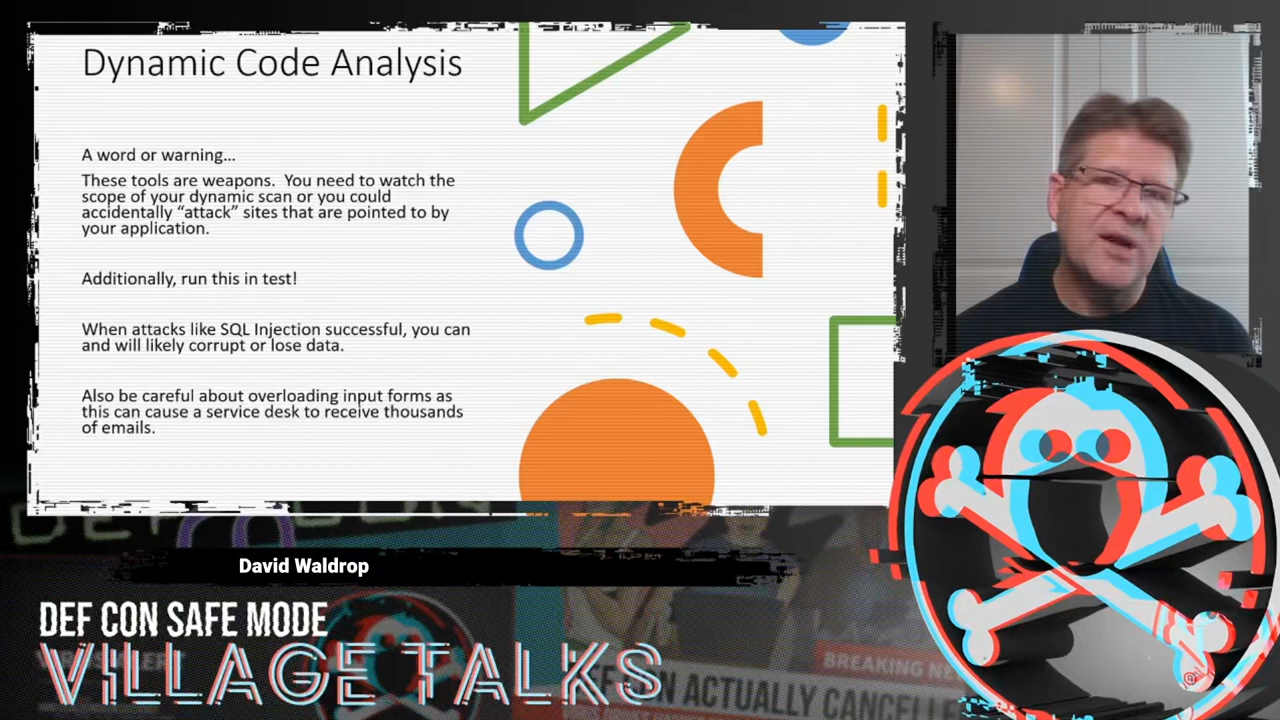 Dynamic Code Analysis
A word or warning...
These tools are weapons.  You need to watch the
scope of your dynamic scan or you could
accidentally “attack” sites that are pointed to by
your application.
Additionally, run this in test!
When attacks like SQL Injection successful, you can
and will likely corrupt or lose data.
Also be careful about overloading input forms as
this can cause a service desk to receive thousands
of emails.
David Waldrop
DEF CON SAFE MODE
VILLAGE TALKS
DEF CON
BREAKING NE
ACTUALLY CANCELLE